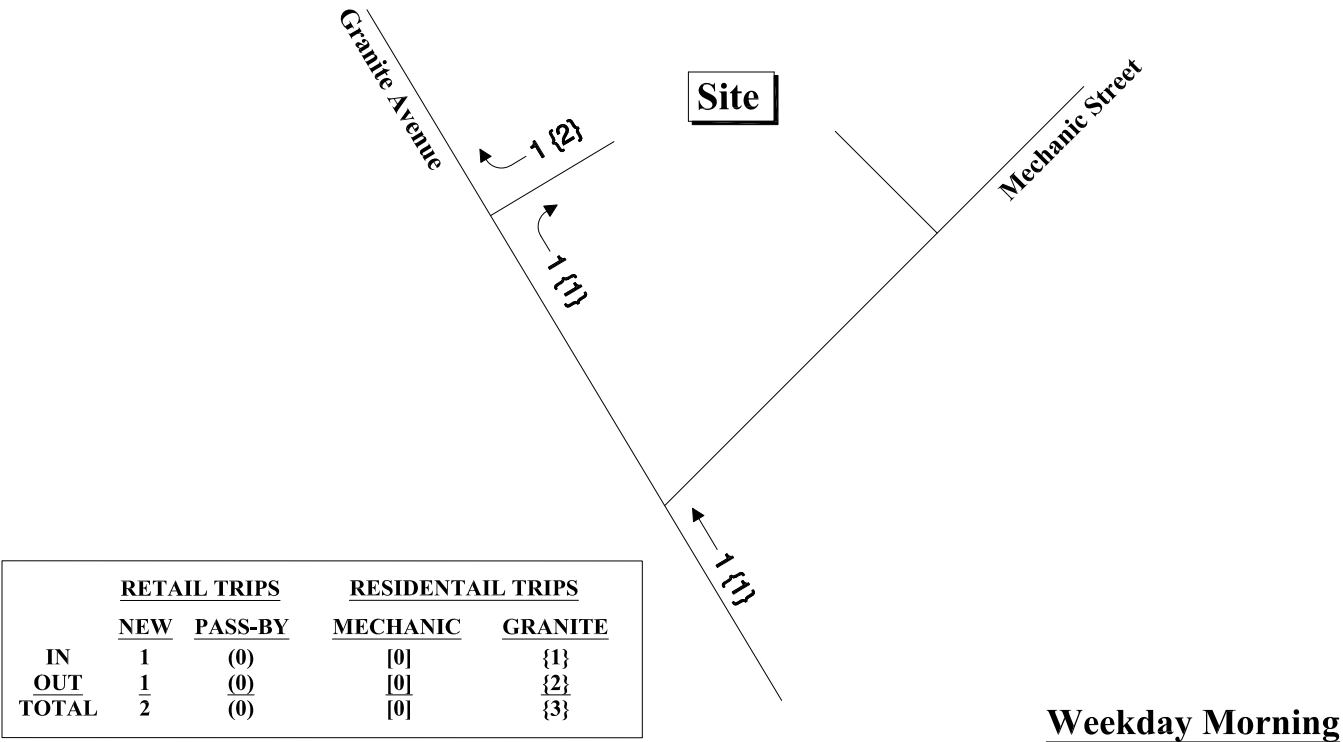 Granite Avenue
Site
Mechanic Street
1 {2}
1 {1}
1 {1}
RETAIL TRIPS RESIDENTAIL TRIPS
NEW PASS-BY MECHANIC GRANITE
IN 1 (0) [0] {1}
OUT 1 (0) [0] {2}
TOTAL 2 (0) [0] {3}
Weekday Morning